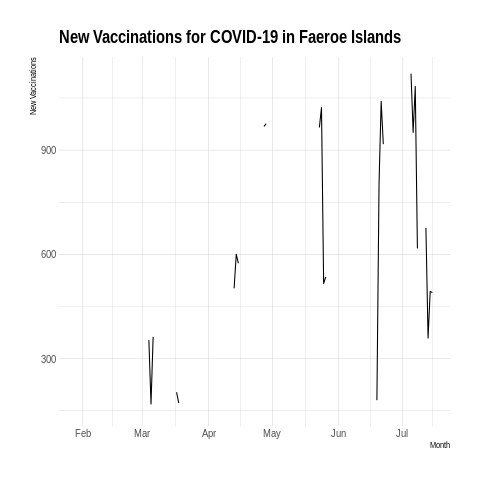 New Vaccinations for COVID-19 in Faeroe Islands
New Vaccinations
900
600
300
Feb Mar Apr May Jun Jul
Month